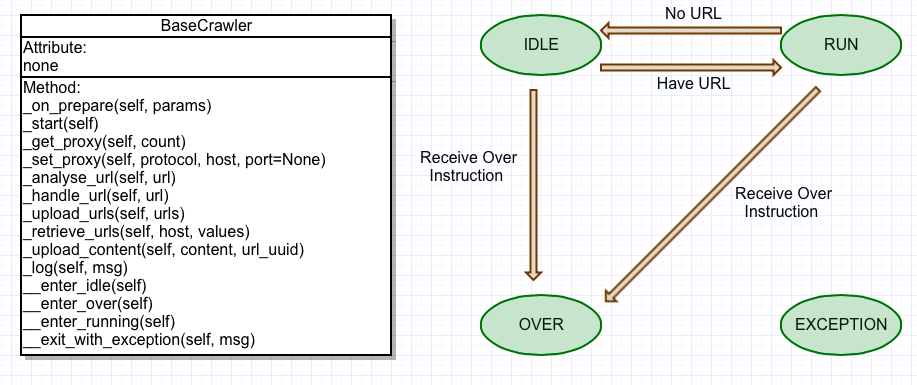 BaseCrawler
Attribute:
none
Method:
_on_prepare(self, params)
_start(self)
_get_proxy(self, count)
_set_proxy(self, protocol, host, port=None)
_analyse_url(self, url)
_handle_url(self, url)
_upload_urls(self, urls)
_retrieve_urls(self, host, values)
_upload_content(self, content, url_uuid)
_log(self, msg)
__enter_idle(self)
__enter_over(self)
__enter_running(self)
__exit_with_exception(self, msg)
No URL
IDLE
RUN
Have URL
Receive Over
Instruction
Receive Over
Instruction
OVER
EXCEPTION